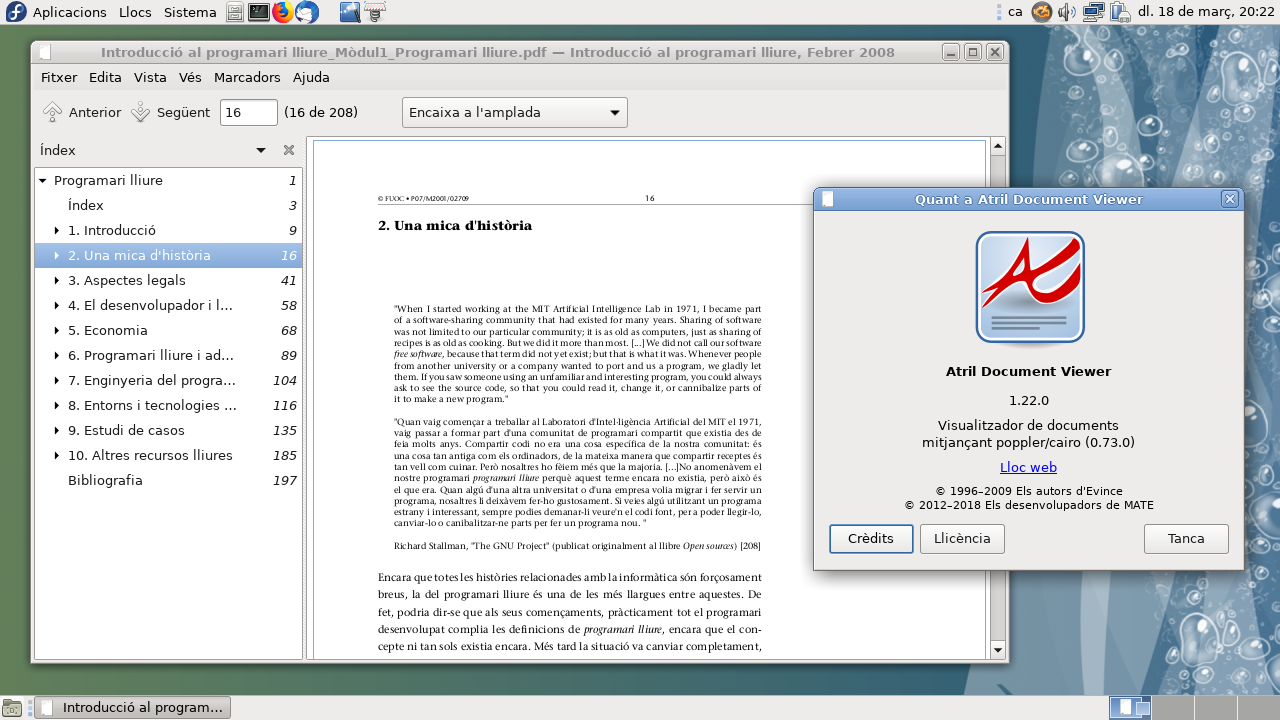 Aplicacions Llocs Sistema ca dl. 18 de març, 20:22
Introducció al programari lliure_Mòdul1_Programari lliure.pdf — Introducció al programari lliure, Febrer 2008
Fitxer Edita Vista Vés Marcadors Ajuda
Anterior Següent 16 (16 de 208) Encaixa a l'amplada
Índex
Programari lliure 1
Índex 3
1. Introducció 9
2. Una mica d'història 16
3. Aspectes legals 41
4. El desenvolupador i l... 58
5. Economia 68
6. Programari lliure i ad... 89
7. Enginyeria del progra... 104
8. Entorns i tecnologies ... 116
9. Estudi de casos 135
10. Altres recursos lliures 185
Bibliografia 197
© FUOC • P07/M2001/02709 16
2. Una mica d'història
"When I started working at the MIT Artificial Intelligence Lab in 1971, I became part
of a software-sharing community that had existed for many years. Sharing of software
was not limited to our particular community; it is as old as computers, just as sharing of
recipes is as old as cooking. But we did it more than most. [...] We did not call our software
free software, because that term did not yet exist; but that is what it was. Whenever people
from another university or a company wanted to port and us a program, we gladly let
them. If you saw someone using an unfamiliar and interesting program, you could always
ask to see the source code, so that you could read it, change it, or cannibalize parts of
it to make a new program."
"Quan vaig començar a treballar al Laboratori d'Intel·ligència Artificial del MIT el 1971,
vaig passar a formar part d'una comunitat de programari compartit que existia des de
feia molts anys. Compartir codi no era una cosa específica de la nostra comunitat: és
una cosa tan antiga com els ordinadors, de la mateixa manera que compartir receptes és
tan vell com cuinar. Però nosaltres ho fèiem més que la majoria. [...]No anomenàvem el
nostre programari programari lliure perquè aquest terme encara no existia, però això és
el que era. Quan algú d'una altra universitat o d'una empresa volia migrar i fer servir un
programa, nosaltres li deixàvem fer-ho gustosament. Si veies algú utilitzant un programa
estrany i interessant, sempre podies demanar-li veure'n el codi font, per a poder llegir-lo,
canviar-lo o canibalitzar-ne parts per fer un programa nou. "
Richard Stallman, "The GNU Project" (publicat originalment al llibre Open sources) [208]
Encara que totes les històries relacionades amb la informàtica són forçosament
breus, la del programari lliure és una de les més llargues entre aquestes. De
fet, podria dir-se que als seus començaments, pràcticament tot el programari
desenvolupat complia les definicions de programari lliure, encara que el con-
cepte ni tan sols existia encara. Més tard la situació va canviar completament,
Quant a Atril Document Viewer
Atril Document Viewer
1.22.0
Visualitzador de documents
mitjançant poppler/cairo (0.73.0)
Lloc web
© 1996–2009 Els autors d'Evince
© 2012–2018 Els desenvolupadors de MATE
Crèdits Llicència Tanca
Introducció al program...